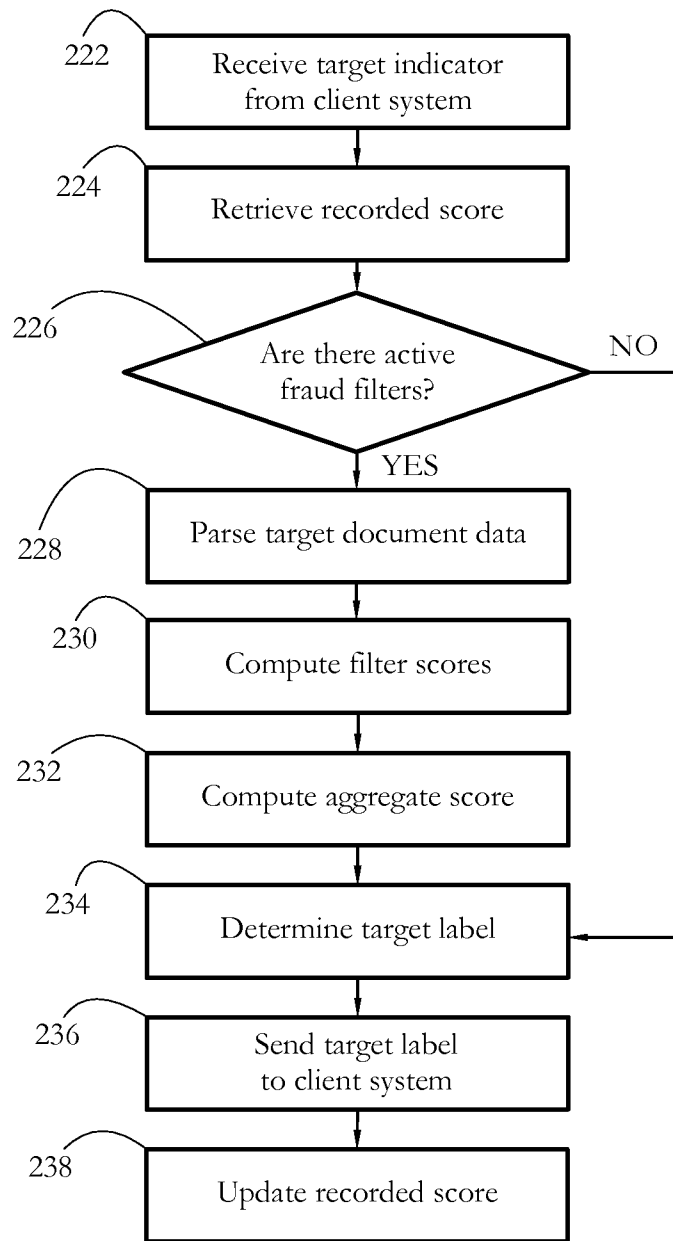 222
Receive target indicator
from client system
224
Retrieve recorded score
226
Are there active
fraud filters?
NO
YES
228
Parse target document data
230
Compute filter scores
232
Compute aggregate score
234
Determine target label
236
Send target label
to client system
238
Update recorded score